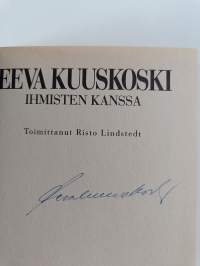 EEVA KUUSKOSKI
IHMISTEN KANSSA
Toimittanut Risto Lindstedt